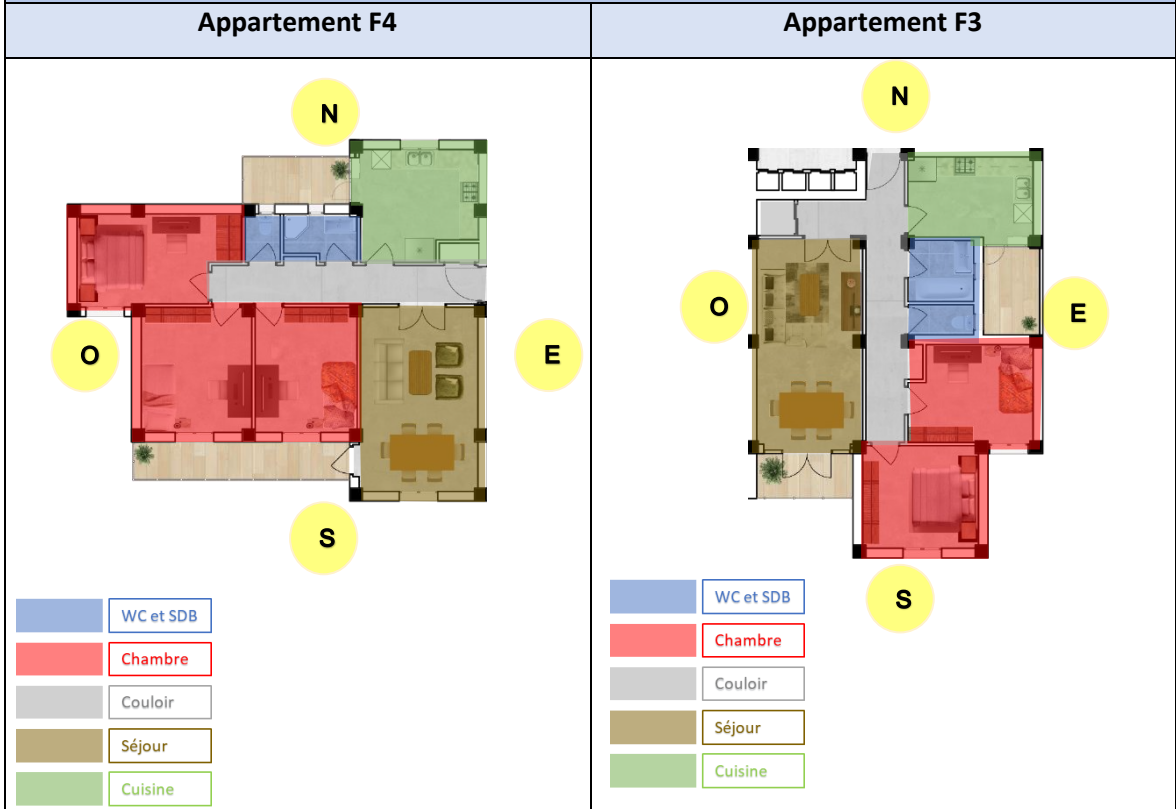 Appartement F4
Appartement F3
N
O
E
S
WC et SDB
Chambre
Couloir
Séjour
Cuisine
N
O
E
S
WC et SDB
Chambre
Couloir
Séjour
Cuisine